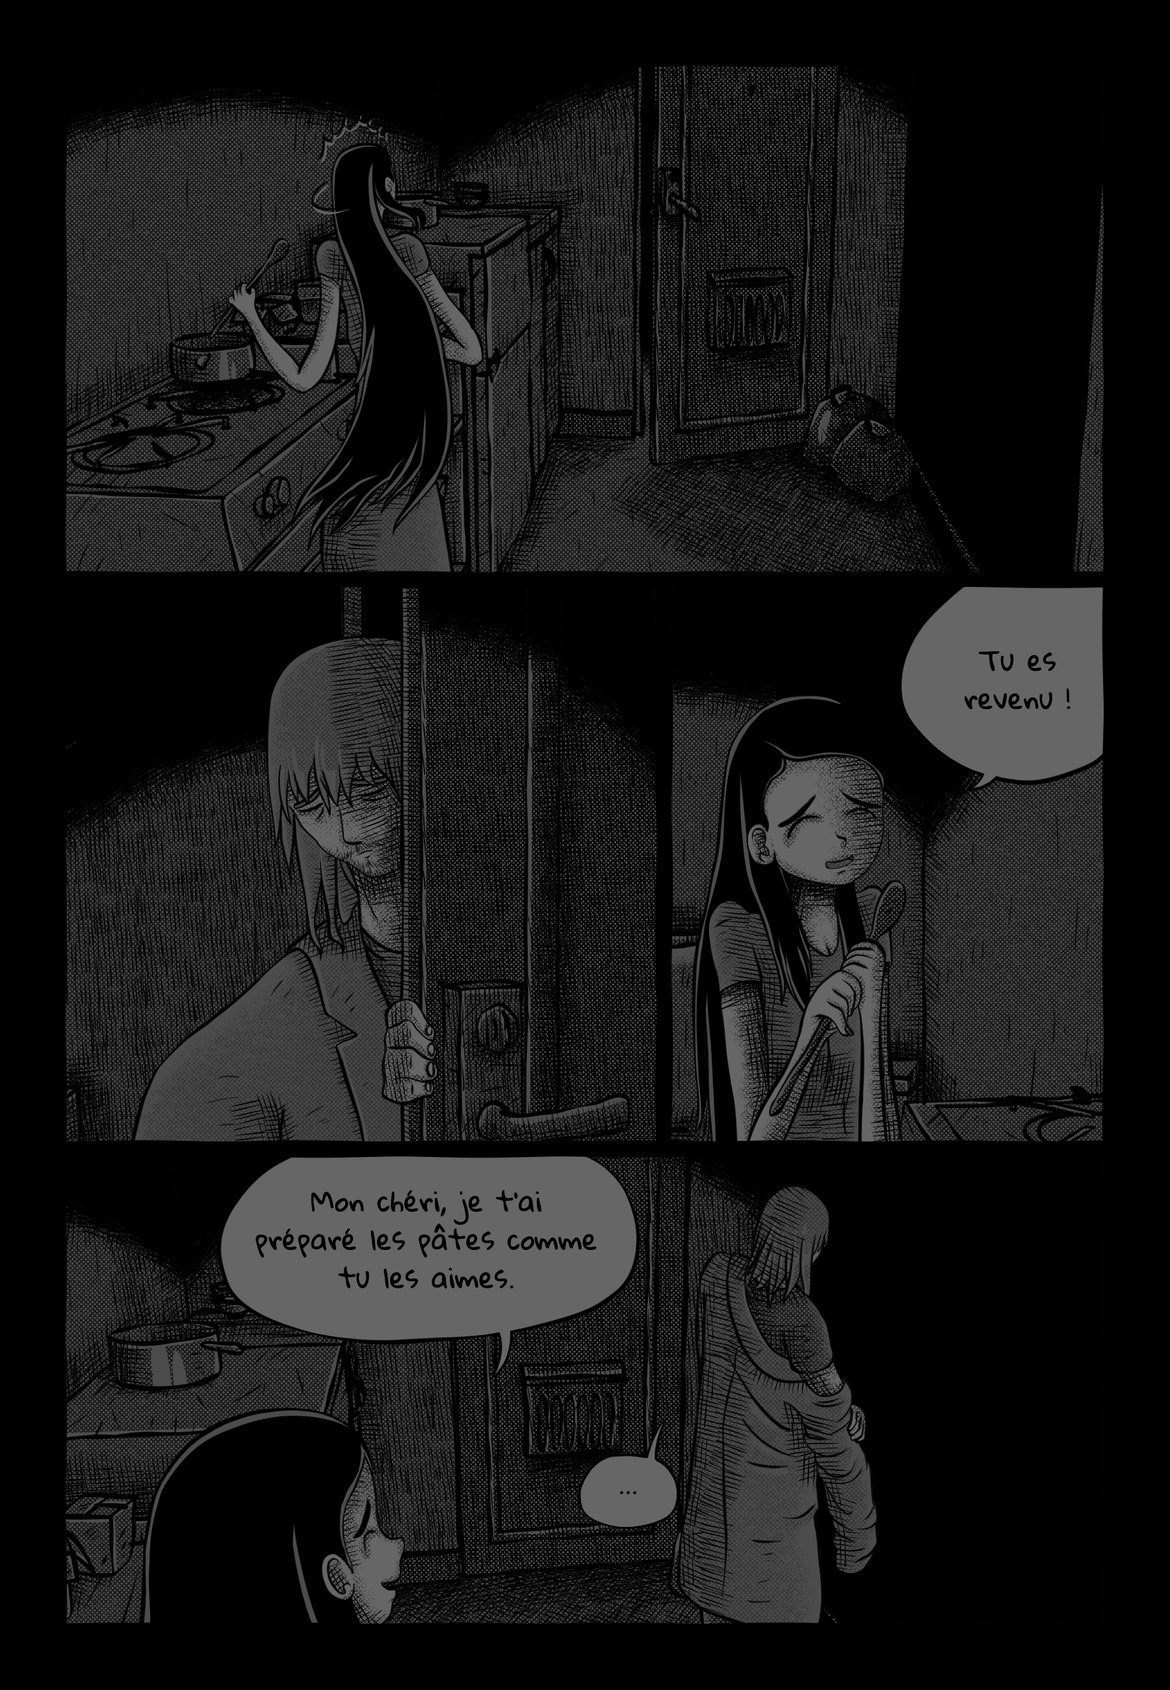 Tu es
revenu !
Mon chéri, je t'ai
préparé les pâtes comme
tu les aimes.
...